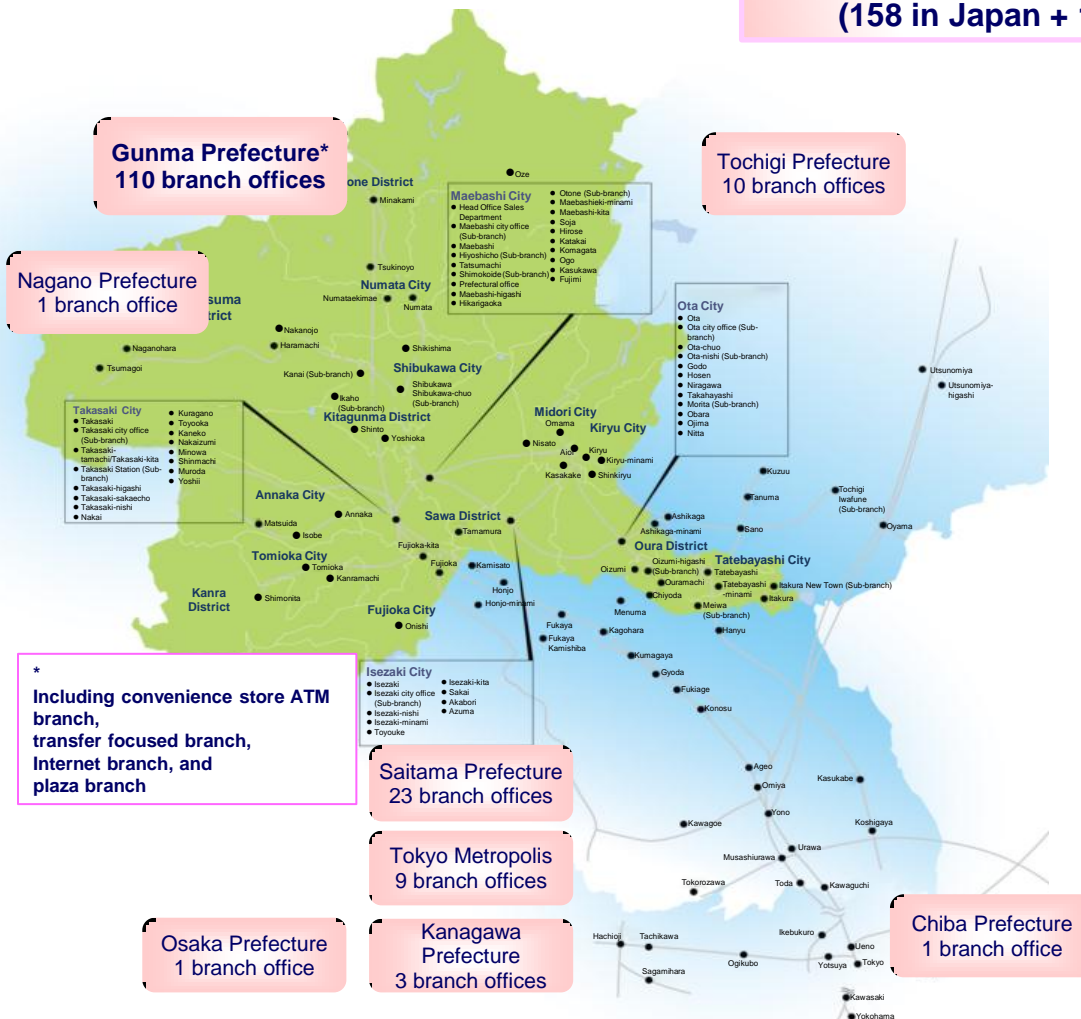 (158 in Japan +
Gunma Prefecture*
110 branch offices
Tochigi Prefecture
10 branch offices
Nagano Prefecture
1 branch office
one District
Oze
Minakami
Tsukinoyo
Numata City
Numataekimae
Numata
suma
trict
Nakanojo
Haramachi
Naganohara
Tsumagoi
Shikishima
Shibukawa City
Kanai (Sub-branch)
Shibukawa
Shibukawa-chuo
(Sub-branch)
Ikaho
(Sub-branch)
Kitagunma District
Shinto
Yoshioka
Maebashi City
● Head Office Sales
Department
● Maebashi city office
(Sub-branch)
● Maebashi
● Hiyoshicho (Sub-branch)
● Tatsumachi
● Shimokoide (Sub-branch)
● Prefectural office
● Maebashi-higashi
● Hikarigaoka
● Otone (Sub-branch)
● Maebashieki-minami
● Maebashi-kita
● Soja
● Hirose
● Katakai
● Komagata
● Ogo
● Kasukawa
● Fujimi
Ota City
● Ota
● Ota city office (Sub-
branch)
● Ota-chuo
● Ota-nishi (Sub-branch)
● Godo
● Hosen
● Niragawa
● Takahayashi
● Morita (Sub-branch)
● Obara
● Ojima
● Nitta
Utsunomiya
Utsunomiya-
higashi
Takasaki City
● Takasaki
● Takasaki city office
(Sub-branch)
● Takasaki-
tamachi/Takasaki-kita
● Takasaki Station (Sub-
branch)
● Takasaki-higashi
● Takasaki-sakaecho
● Takasaki-nishi
● Nakai
● Kuragano
● Toyooka
● Kaneko
● Nakaizumi
● Minowa
● Shinmachi
● Muroda
● Yoshii
Midori City
Omama
Kiryu City
Nisato
Aioi
Kiryu
Kiryu-minami
Kasakake
Shinkiryu
Kuzuu
Tanuma
Tochigi
Iwafune
(Sub-branch)
Sano
Oyama
Ashikaga
Ashikaga-minami
Annaka City
Annaka
Matsuida
Isobe
Sawa District
Tamamura
Tomioka City
Tomioka
Kanramachi
Kanra
District
Shimonita
Fujioka-kita
Fujioka
Fujioka City
Onishi
Kamisato
Honjo
Honjo-minami
Oura District
Oizumi
Oizumi-higashi
(Sub-branch)
Ouramachi
Chiyoda
Tatebayashi City
Tatebayashi
Tatebayashi
-minami
Itakura New Town (Sub-branch)
Itakura
Meiwa
(Sub-branch)
Menuma
Hanyu
Fukaya
Fukaya
Kamishiba
Kagohara
Kumagaya
Gyoda
Fukiage
Konosu
*
Including convenience store ATM
branch,
transfer focused branch,
Internet branch, and
plaza branch
Isezaki City
● Isezaki
● Isezaki city office
(Sub-branch)
● Isezaki-nishi
● Isezaki-minami
● Toyouke
● Isezaki-kita
● Sakai
● Akabori
● Azuma
Saitama Prefecture
23 branch offices
Tokyo Metropolis
9 branch offices
Kanagawa
Prefecture
3 branch offices
Osaka Prefecture
1 branch office
Chiba Prefecture
1 branch office
Ageo
Omiya
Kasukabe
Yono
Kawagoe
Koshigaya
Urawa
Musashiurawa
Tokorozawa
Toda
Kawaguchi
Hachioji
Tachikawa
Ikebukuro
Ueno
Ogikubo
Yotsuya
Tokyo
Sagamihara
Kawasaki
Yokohama